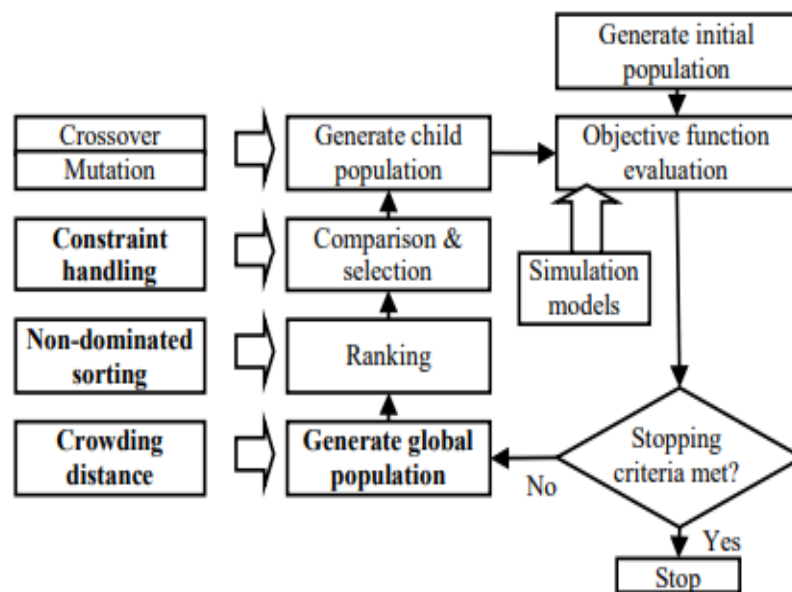 Generate initial
population
Crossover
Mutation
Generate child
population
Objective function
evaluation
Constraint
handling
Comparison &
selection
Simulation
models
Non-dominated
sorting
Ranking
Crowding
distance
Generate global
population
Stopping
criteria met?
No
Yes
Stop